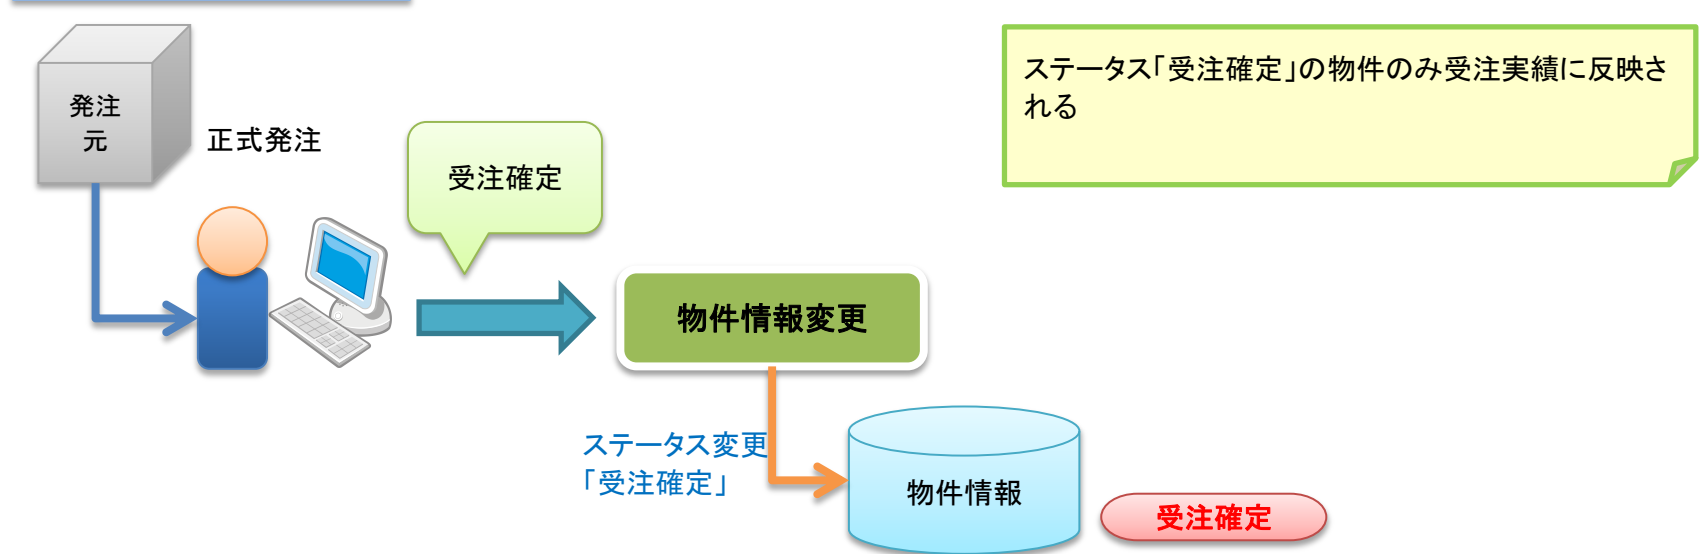 ステータス「受注確定」の物件のみ受注実績に反映さ
れる
発注
元
正式発注
受注確定
物件情報変更
ステータス変更
「受注確定」
物件情報
受注確定